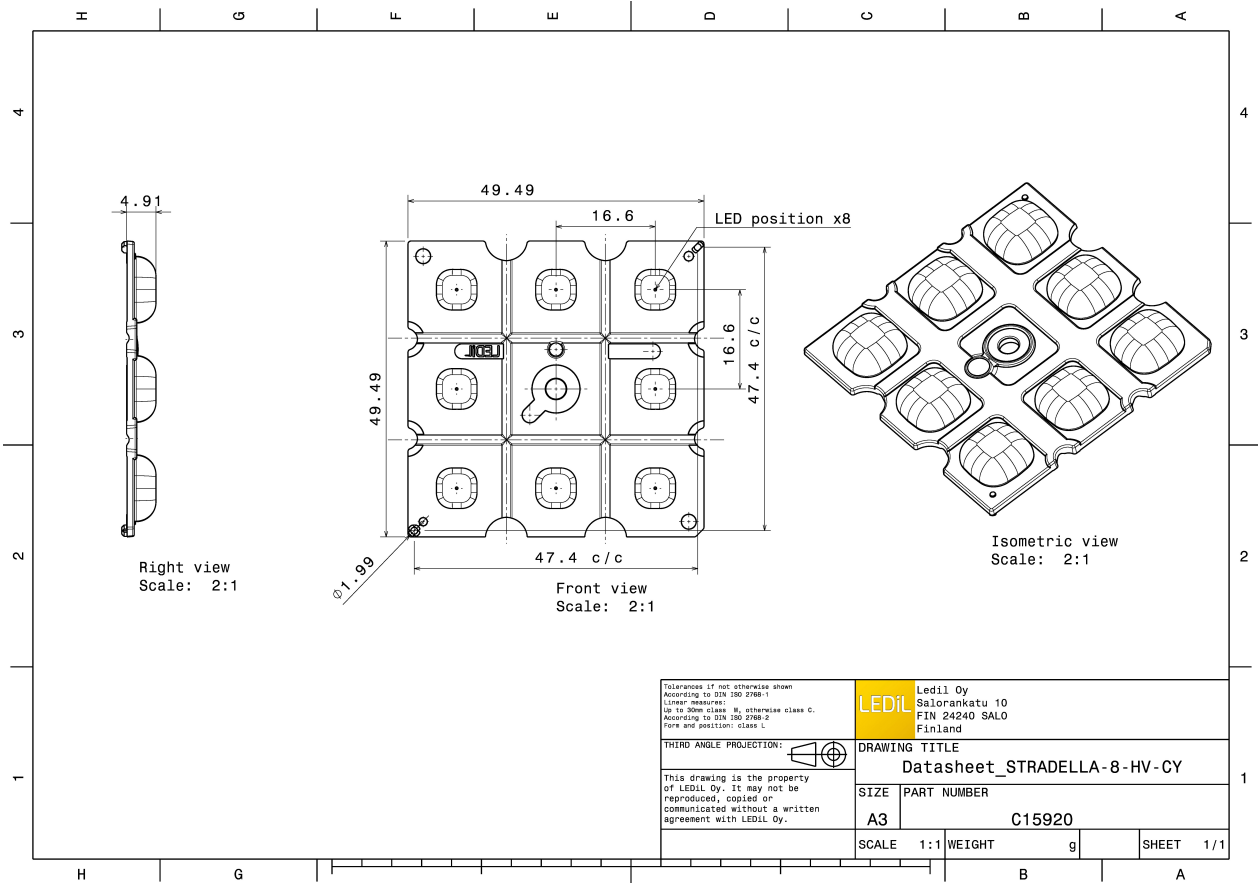 H G F E D C B A
4 4
4.91
49.49
16.6
LED position x8
3 3
LEDiL
16.6
47.4 c/c
49.49
Ø1.99
47.4 c/c
2 2
Right view
Scale: 2:1
Front view
Scale: 2:1
Isometric view
Scale: 2:1
Tolerances if not otherwise shown
According to DIN ISO 2768-1
Linear measures:
Up to 30mm class M, otherwise class C.
According to DIN ISO 2768-2
Form and position: class L
LEDiL
Ledil Oy
Salorankatu 10
FIN 24240 SALO
Finland
THIRD ANGLE PROJECTION:
DRAWING TITLE
Datasheet_STRADELLA-8-HV-CY
1 1
This drawing is the property
of LEDiL Oy. It may not be
reproduced, copied or
communicated without a written
agreement with LEDiL Oy.
SIZE
A3
PART NUMBER
C15920
SCALE 1:1
WEIGHT g
SHEET 1/1
H G B A